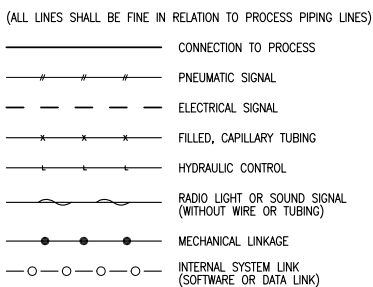 (ALL LINES SHALL BE FINE IN RELATION TO PROCESS PIPING LINES)
CONNECTION TO PROCESS
PNEUMATIC SIGNAL
ELECTRICAL SIGNAL
FILLED, CAPILLARY TUBING
HYDRAULIC CONTROL
RADIO LIGHT OR SOUND SIGNAL
(WITHOUT WIRE OR TUBING)
MECHANICAL LINKAGE
INTERNAL SYSTEM LINK
(SOFTWARE OR DATA LINK)